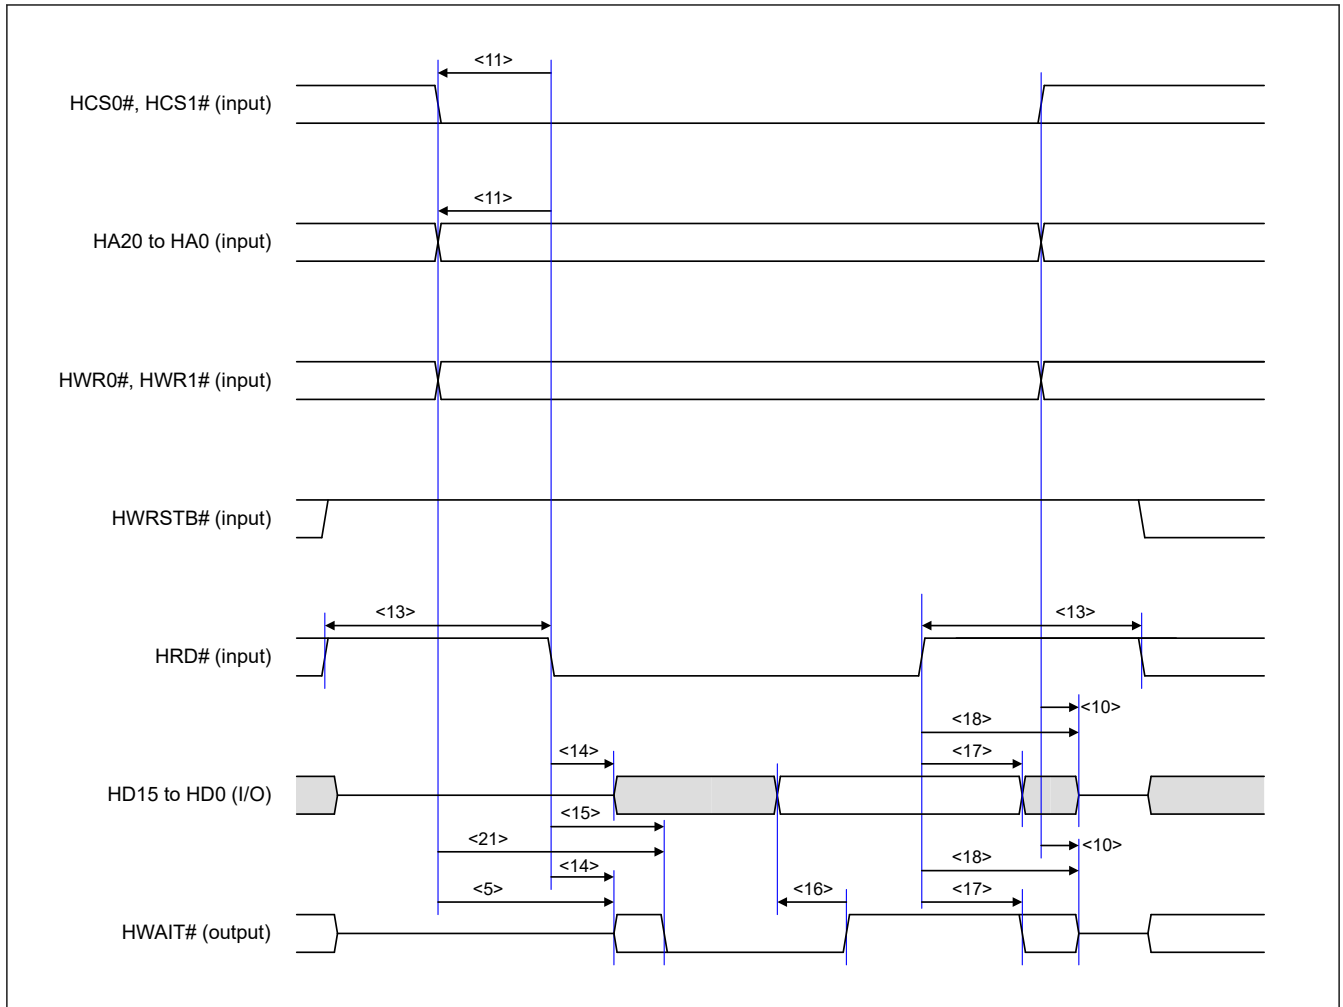 <11>
HCS0#, HCS1# (input)
<11>
HA20 to HA0 (input)
HWR0#, HWR1# (input)
HWRSTB# (input)
<13>
<13>
HRD# (input)
<10>
<18>
<14>
<17>
HD15 to HD0 (I/O)
<15>
<21>
<10>
<14>
<18>
<5>
<16>
<17>
HWAIT# (output)